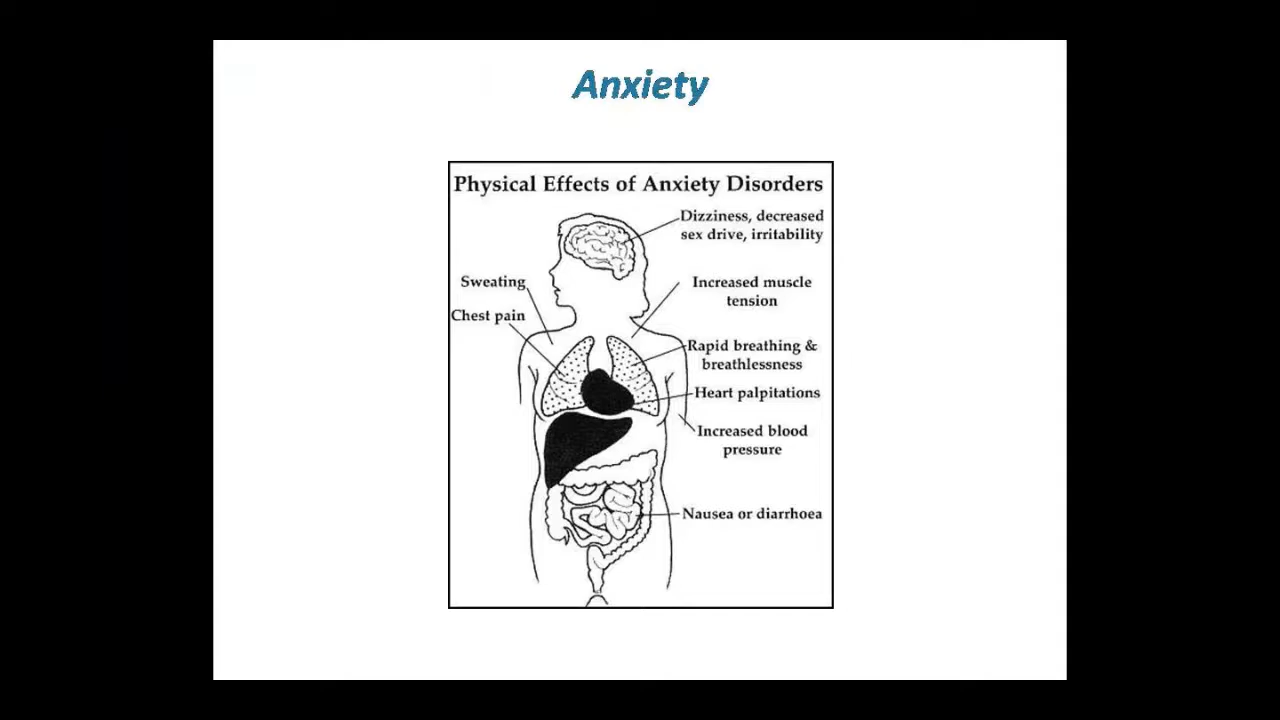 Anxiety
Physical Effects of Anxiety Disorders
Dizziness, decreased
sex drive, irritability
Sweating
Increased muscle
tension
Chest pain
Rapid breathing &
breathlessness
Heart palpitations
Increased blood
pressure
Nausea or diarrhoea